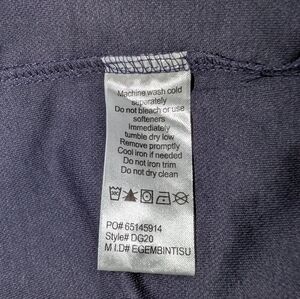 Machine wash cold
separately
Do not bleach or use
softeners
Immediately
tumble dry low
Remove promptly
Cool iron if needed
Do not iron trim
Do not dry clean
PO# 65145914
Style# DG20
M I.D# EGEMBINTISU